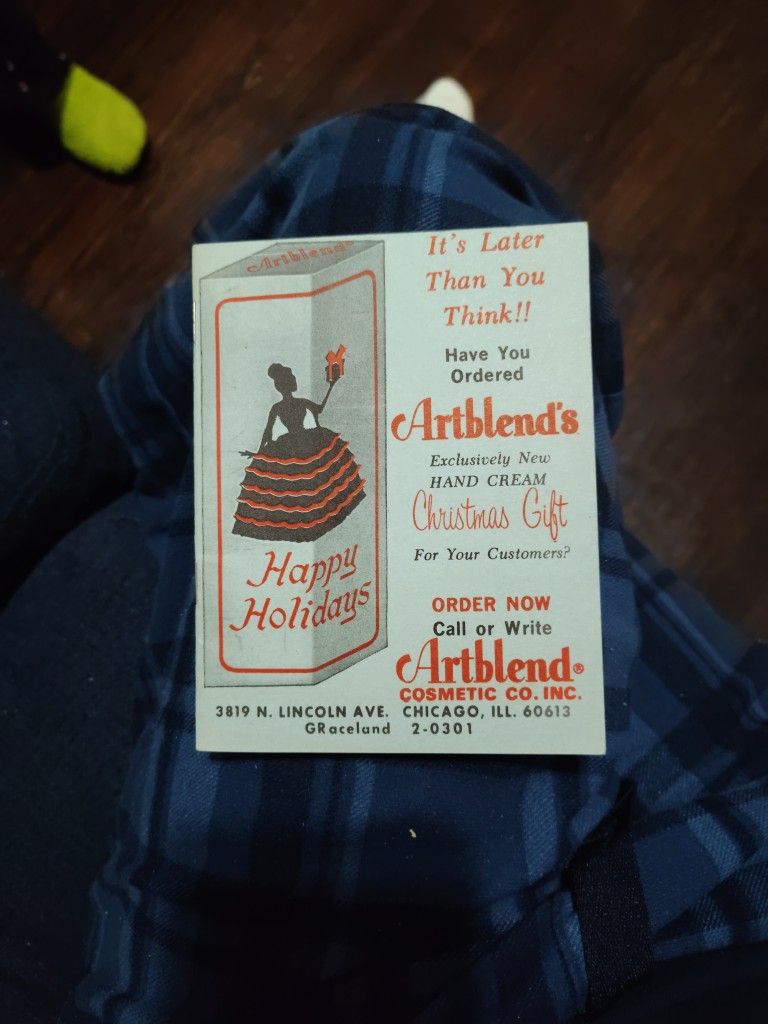 Artblend®
Happy
Holidays
It's Later
Than You
Think!!
Have You
Ordered
Artblend's
Exclusively New
HAND CREAM
Christmas Gift
For Your Customers?
ORDER NOW
Call or Write
Artblend®
COSMETIC CO. INC.
3819 N. LINCOLN AVE. CHICAGO, ILL. 60613
GRaceland 2-0301